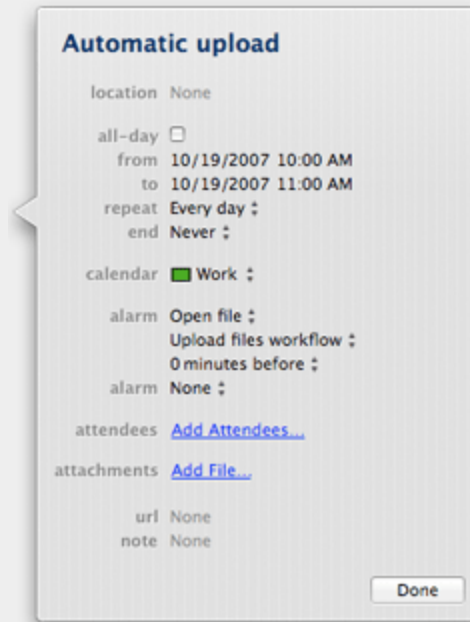 Automatic upload
location None
all-day
from 10/19/2007 10:00 AM
to 10/19/2007 11:00 AM
repeat Every day
end Never
calendar Work
alarm Open file
Upload files workflow
0 minutes before
alarm None
attendees Add Attendees...
attachments Add File...
url None
note None
Done